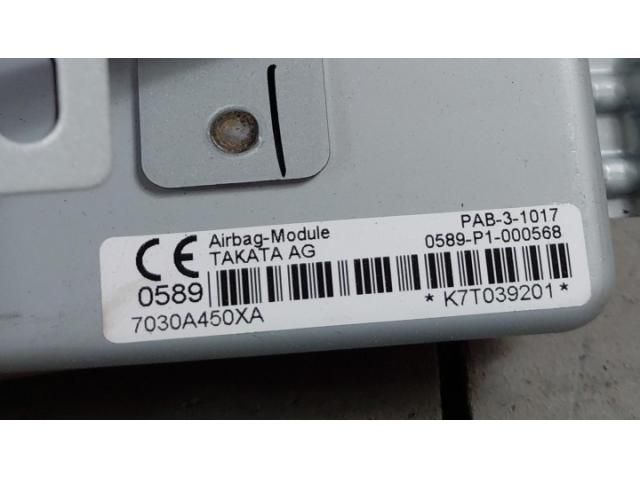 CE Airbag-Module PAB-3-1017
TAKATA AG 0589-P1-000568
0589
7030A450XA *K7T039201*